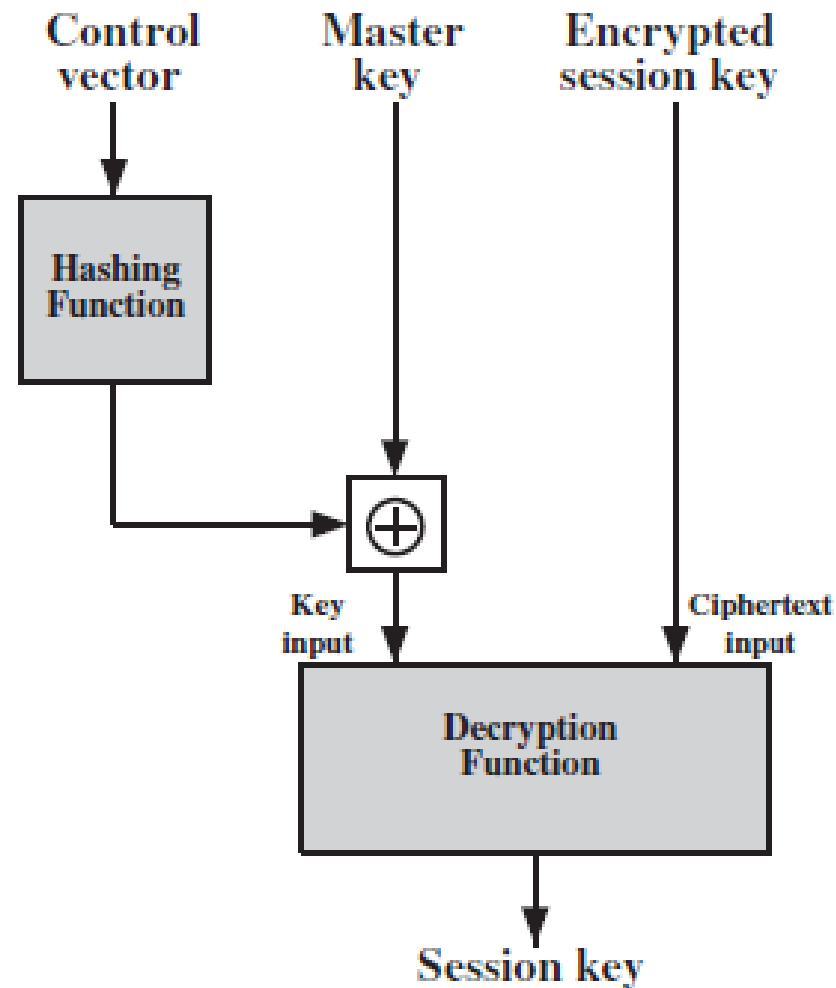 Control
vector
Master
key
Encrypted
session key
Hashing
Function
Key
input
Ciphertext
input
Decryption
Function
Session key